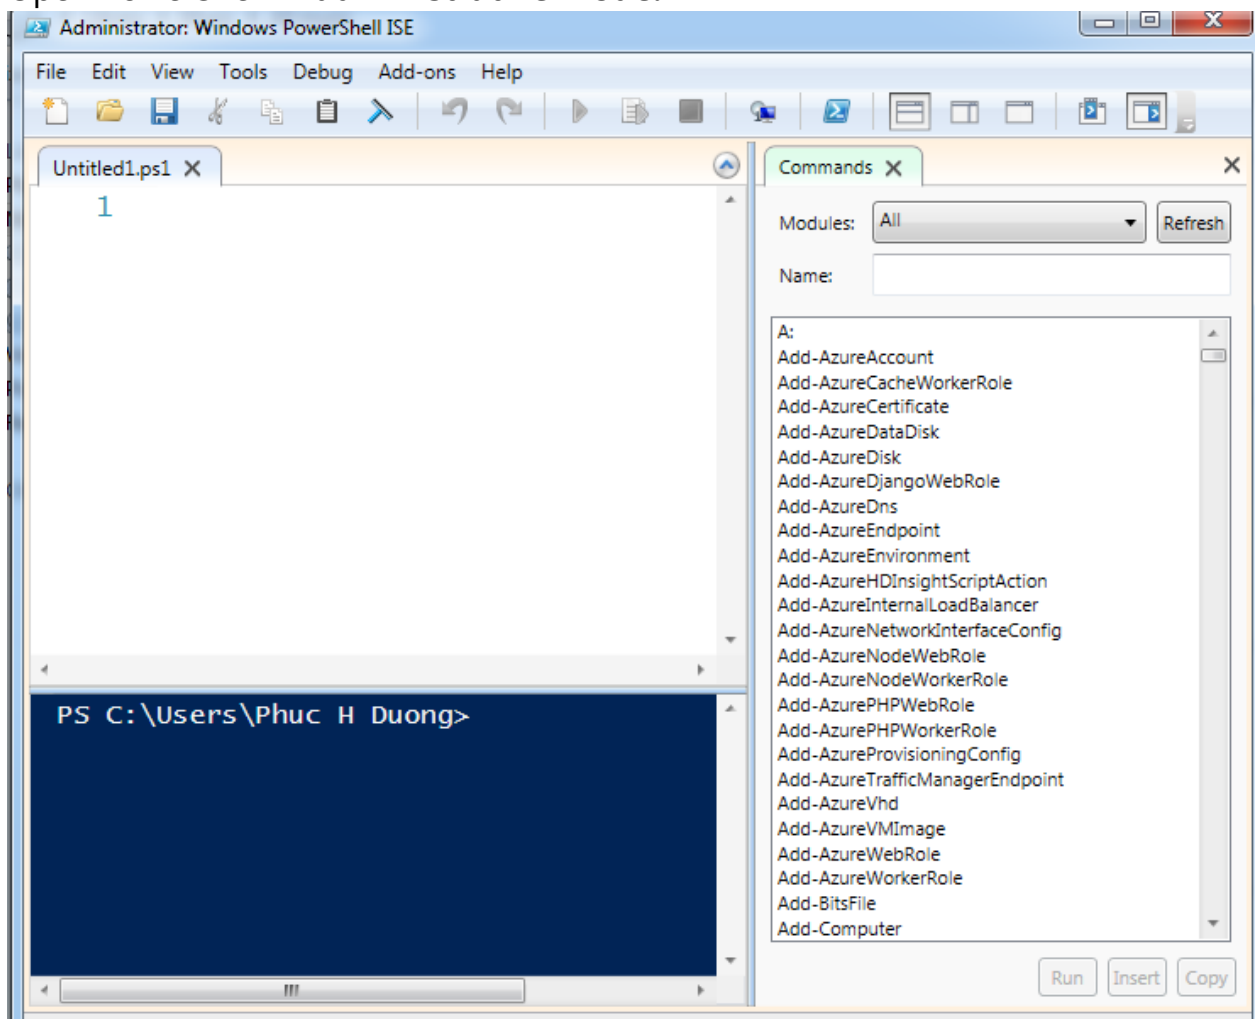 Administrator: Windows PowerShell ISE
File Edit View Tools Debug Add-ons Help
Untitled1.ps1
1
PS C:\Users\Phuc H Duong>
Commands
Modules: All Refresh
Name:
A:
Add-AzureAccount
Add-AzureCacheWorkerRole
Add-AzureCertificate
Add-AzureDataDisk
Add-AzureDisk
Add-AzureDjangoWebRole
Add-AzureDns
Add-AzureEndpoint
Add-AzureEnvironment
Add-AzureHDInsightScriptAction
Add-AzureInternalLoadBalancer
Add-AzureNetworkInterfaceConfig
Add-AzureNodeWebRole
Add-AzureNodeWorkerRole
Add-AzurePHPWebRole
Add-AzurePHPWorkerRole
Add-AzureProvisioningConfig
Add-AzureTrafficManagerEndpoint
Add-AzureVhd
Add-AzureVMImage
Add-AzureWebRole
Add-AzureWorkerRole
Add-BitsFile
Add-Computer
Run Insert Copy